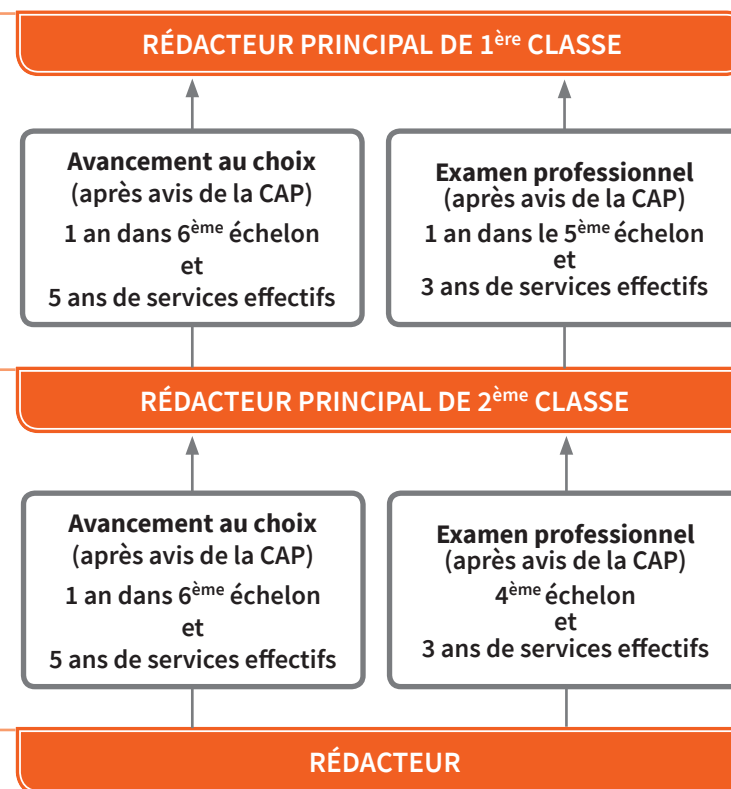 RÉDACTEUR PRINCIPAL DE 1ère CLASSE
Avancement au choix
(après avis de la CAP)
1 an dans 6ème échelon
et
5 ans de services effectifs
Examen professionnel
(après avis de la CAP)
1 an dans le 5ème échelon
et
3 ans de services effectifs
RÉDACTEUR PRINCIPAL DE 2ème CLASSE
Avancement au choix
(après avis de la CAP)
1 an dans 6ème échelon
et
5 ans de services effectifs
Examen professionnel
(après avis de la CAP)
4ème échelon
et
3 ans de services effectifs
RÉDACTEUR